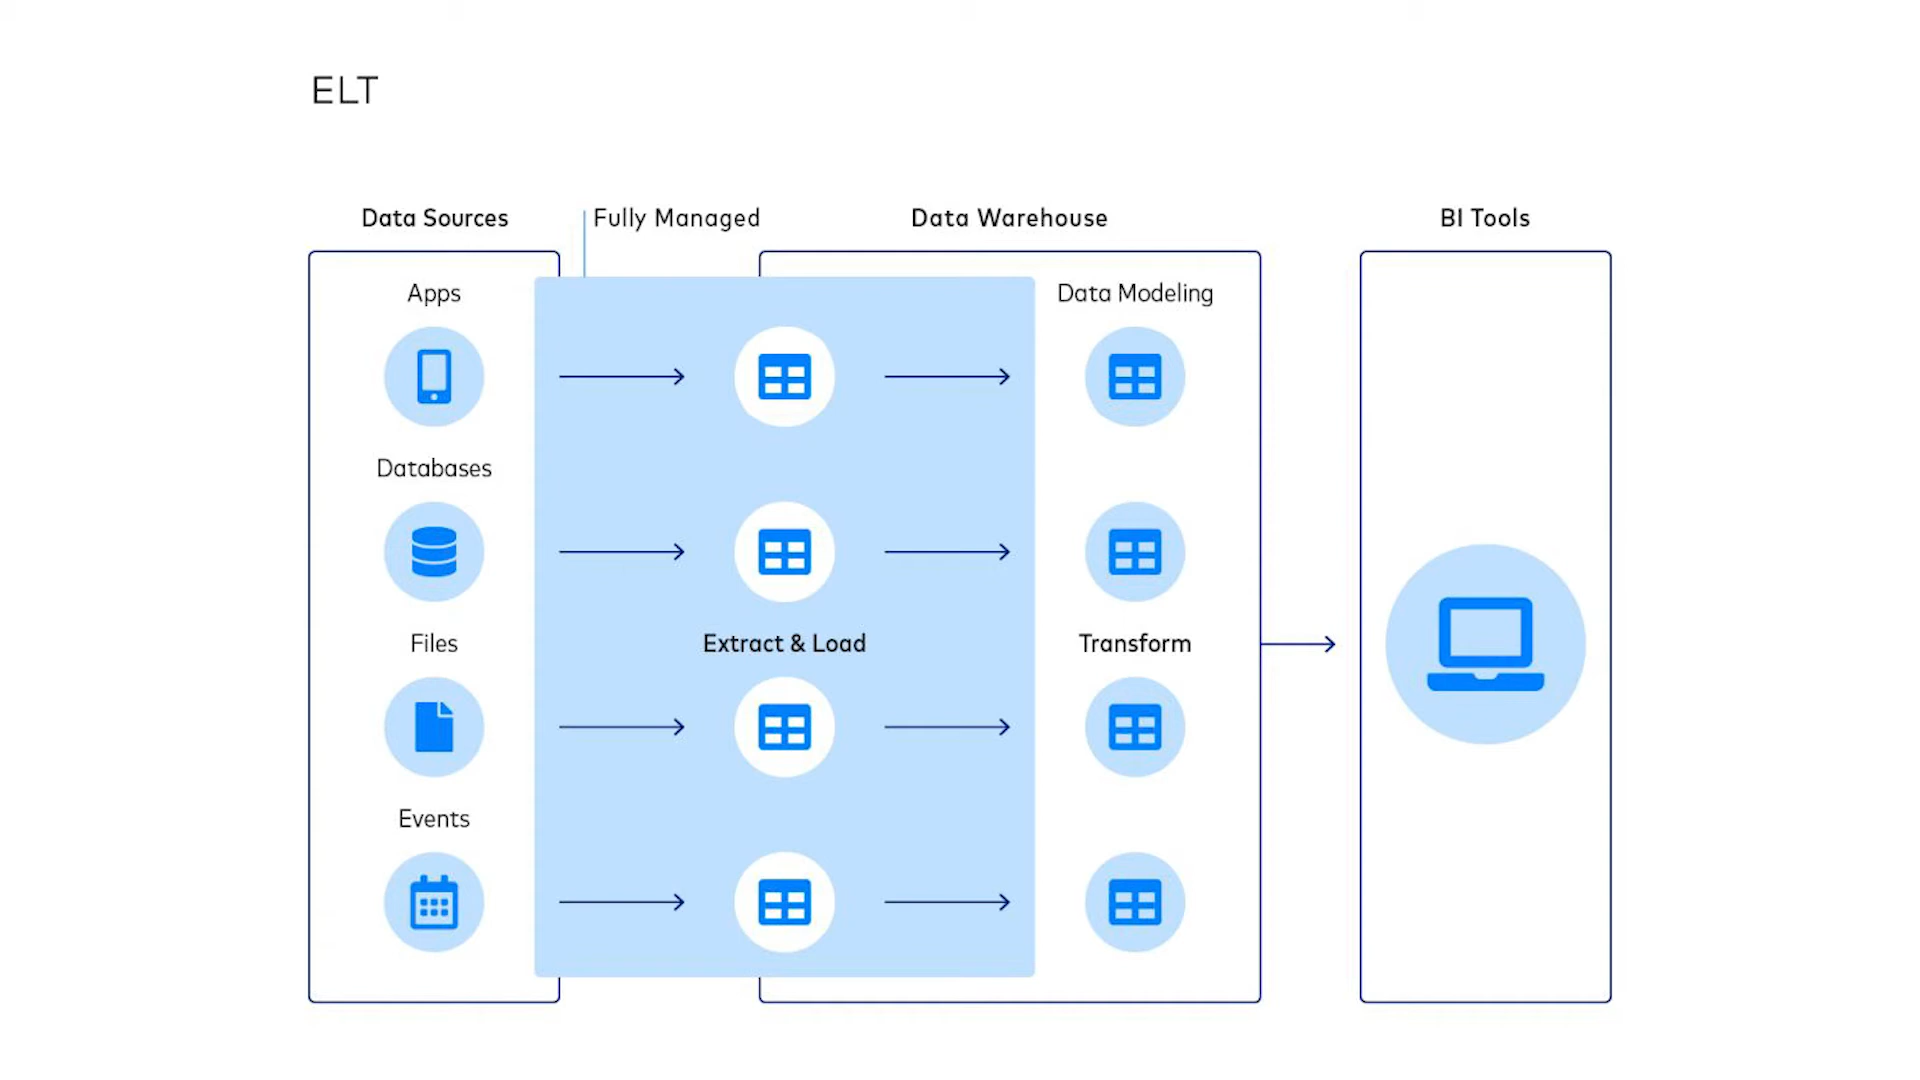 ELT
Data Sources
Fully Managed
Data Warehouse
BI Tools
Apps
Data Modeling
Databases
Files
Extract & Load
Transform
Events